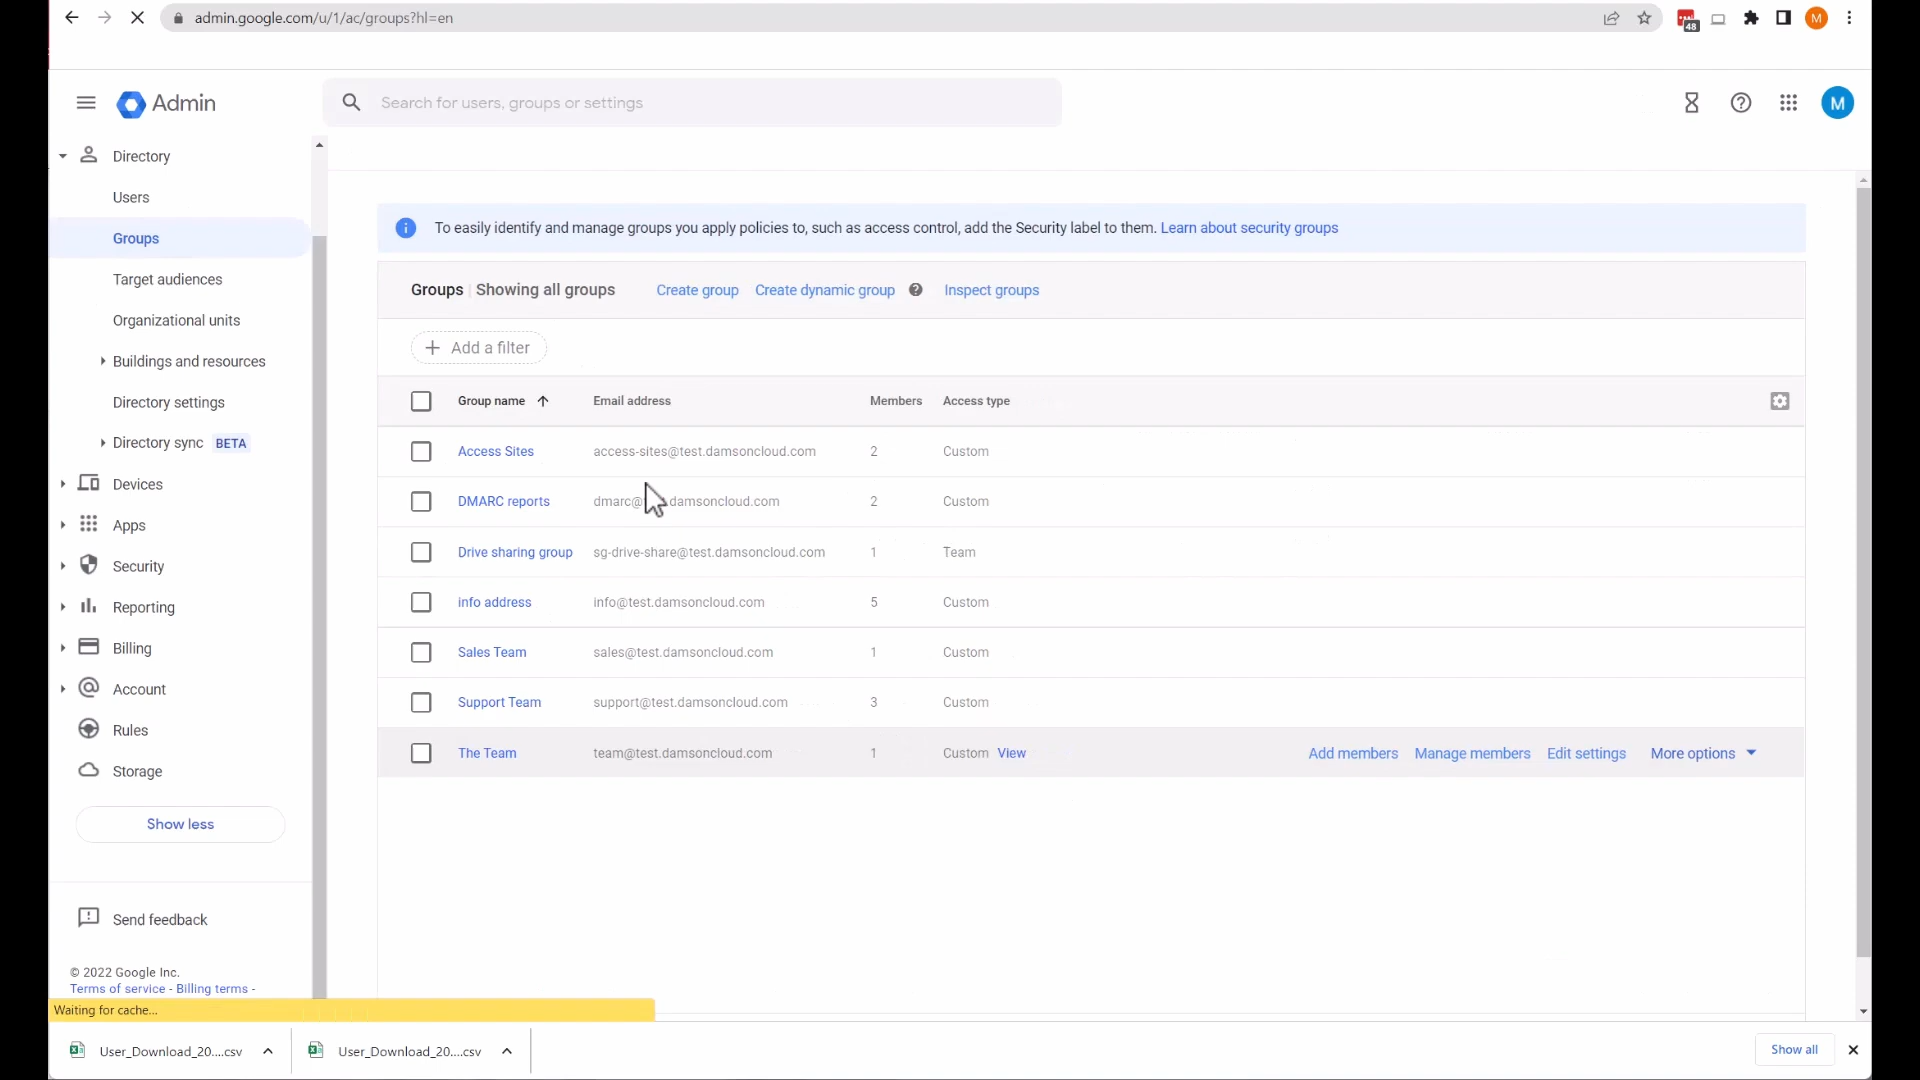 admin.google.com/u/1/ac/groups?hl=en
48
M
Admin
Search for users, groups or settings
M
Directory
Users
Groups
Target audiences
Organizational units
Buildings and resources
Directory settings
Directory sync BETA
Devices
Apps
Security
Reporting
Billing
Account
Rules
Storage
Show less
Send feedback
© 2022 Google Inc.
Terms of service - Billing terms -
To easily identify and manage groups you apply policies to, such as access control, add the Security label to them. Learn about security groups
Groups | Showing all groups Create group Create dynamic group Inspect groups
+ Add a filter
Group name Email address Members Access type
Access Sites access-sites@test.damsoncloud.com 2 Custom
DMARC reports dmarc@ damsoncloud.com 2 Custom
Drive sharing group sg-drive-share@test.damsoncloud.com 1 Team
info address info@test.damsoncloud.com 5 Custom
Sales Team sales@test.damsoncloud.com 1 Custom
Support Team support@test.damsoncloud.com 3 Custom
The Team team@test.damsoncloud.com 1 Custom View Add members Manage members Edit settings More options
Waiting for cache...
User_Download_20....csv User_Download_20....csv Show all